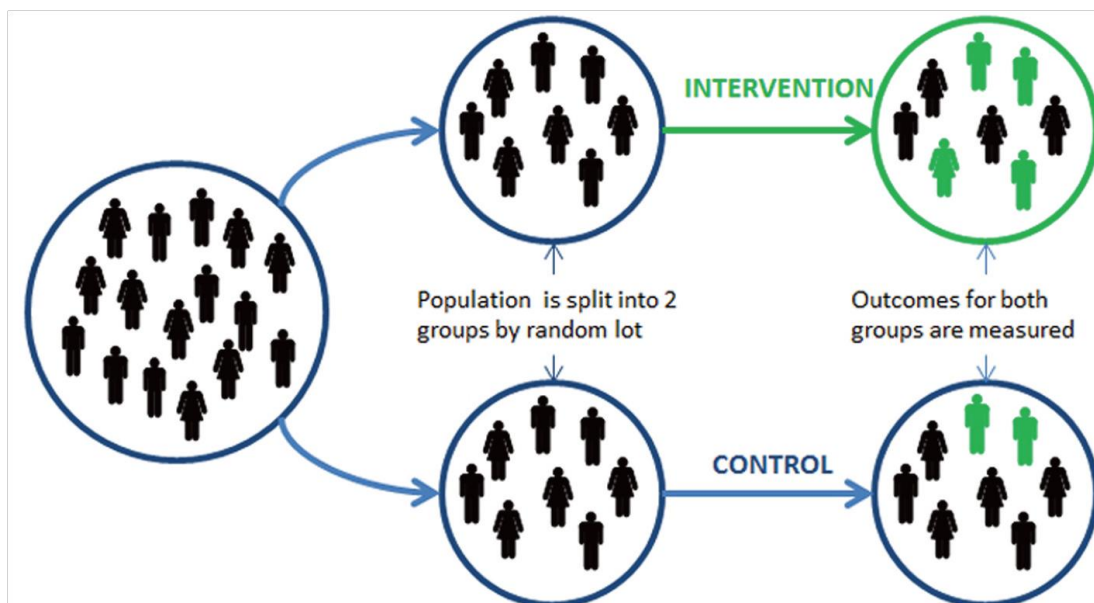 INTERVENTION
Population is split into 2
groups by random lot
Outcomes for both
groups are measured
CONTROL